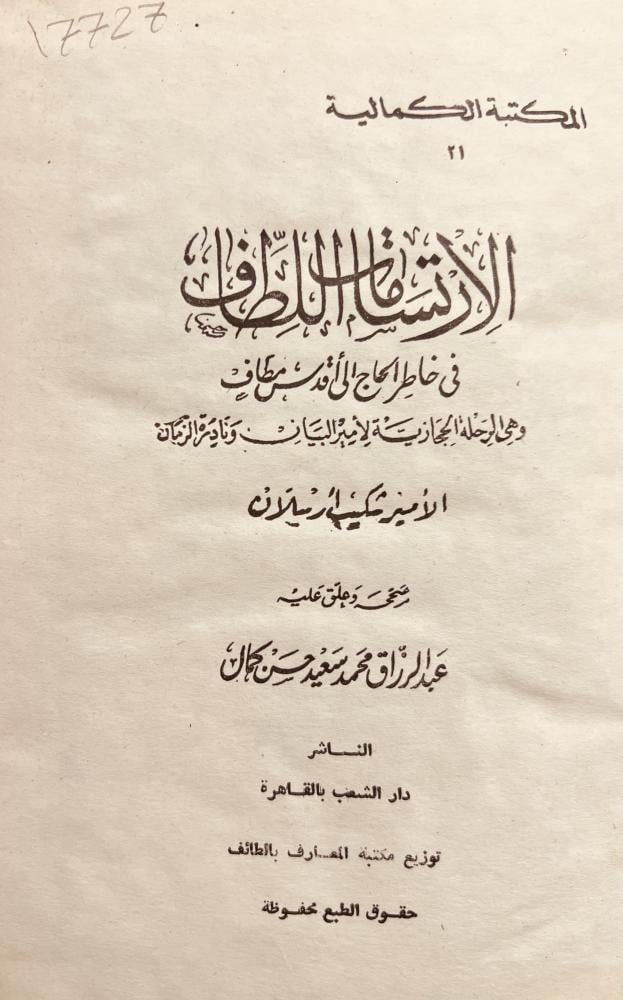 17727
المكتبة الكمالية
٢١
الإرتسامات اللطاف
في خاطر الحاج الى أقدس مطاف
وهي الرحلة الحجازية لأمير البيان ونادرة الزمان
الأمير شكيب أرسلان
صححه وعلق عليه
عبد الرزاق محمد سعيد حسن كمال
الناشر
دار الشعب بالقاهرة
توزيع مكتبة المعارف بالطائف
حقوق الطبع محفوظة